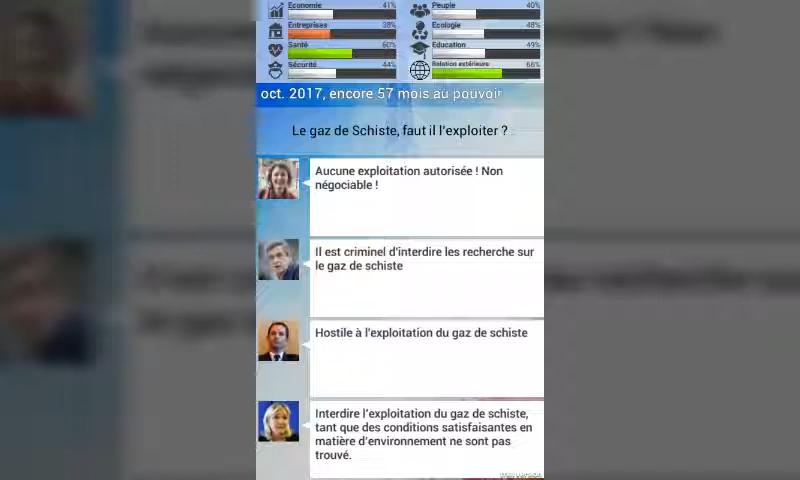 Economie 41%
Peuple 40%
Entreprises 38%
Ecologie 48%
Santé 60%
Education 49%
Sécurité 44%
Relation extérieure 66%
oct. 2017, encore 57 mois au pouvoir
Le gaz de Schiste, faut il l'exploiter ?
Aucune exploitation autorisée ! Non
négociable !
Il est criminel d'interdire les recherche sur
le gaz de schiste
Hostile à l'exploitation du gaz de schiste
Interdire l'exploitation du gaz de schiste,
tant que des conditions satisfaisantes en
matière d'environnement ne sont pas
trouvé.